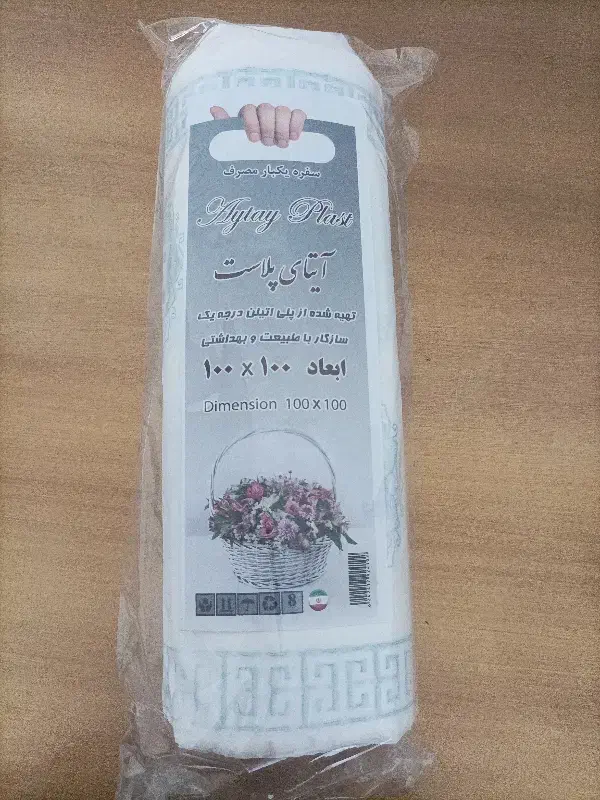 سفره یکبار مصرف
Aytay Plast
آیتای پلاست
تهیه شده از پلی اتیلن درجه یک
سازگار با طبیعت و بهداشتی
ابعاد ۱۰۰ x ۱۰۰
Dimension 100 x 100
8